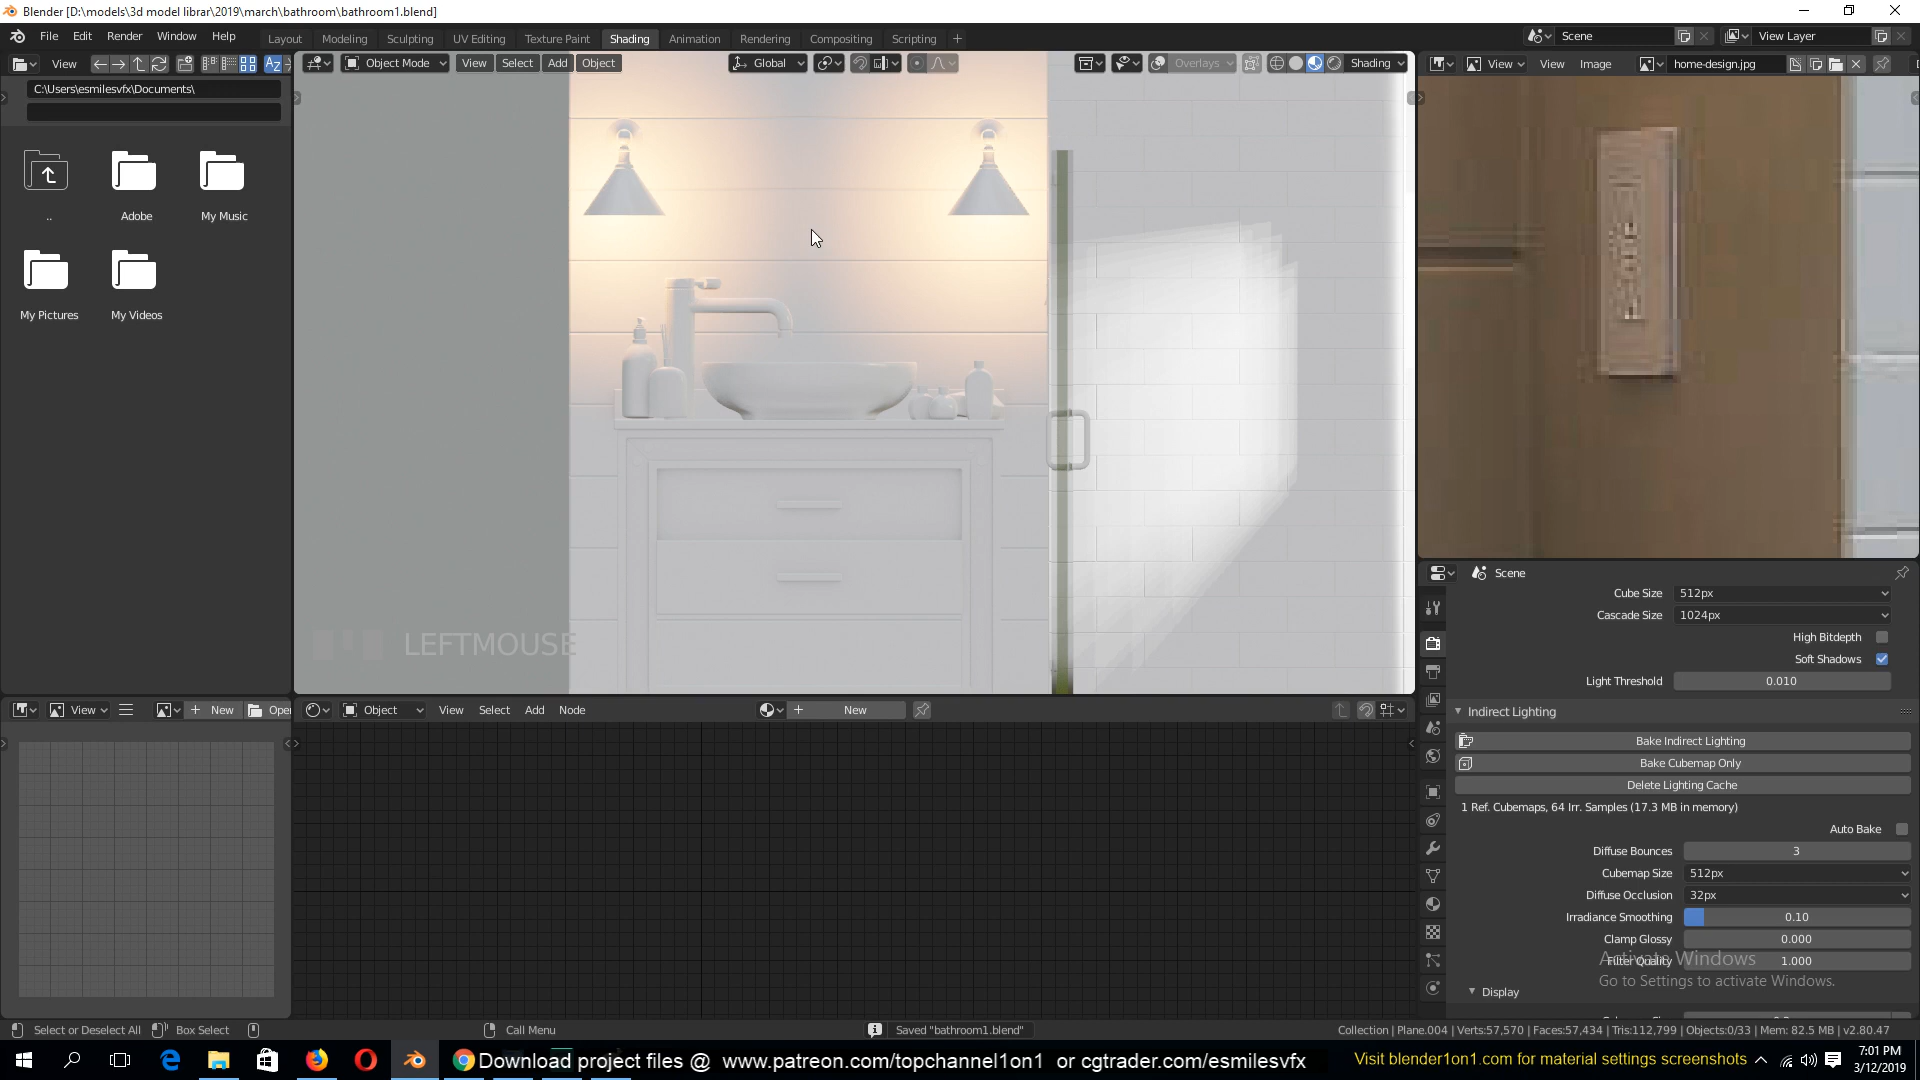 Blender [D:\models\3d model librar\2019\march\bathroom\bathroom1.blend]
File Edit Render Window Help
Layout Modeling Sculpting UV Editing Texture Paint Shading Animation Rendering Compositing Scripting +
Scene
View Layer
View
Object Mode View Select Add Object
Global
Overlays
Shading
View View Image home-design.jpg
C:\Users\esmilesvfx\Documents\
..
Adobe
My Music
My Pictures
My Videos
LEFTMOUSE
Scene
Cube Size 512px
Cascade Size 1024px
High Bitdepth
Soft Shadows
Light Threshold 0.010
Indirect Lighting
Bake Indirect Lighting
Bake Cubemap Only
Delete Lighting Cache
1 Ref. Cubemaps, 64 Irr. Samples (17.3 MB in memory)
Auto Bake
Diffuse Bounces 3
Cubemap Size 512px
Diffuse Occlusion 32px
Irradiance Smoothing 0.10
Clamp Glossy 0.000
Filter Quality 1.000
Activate Windows
Go to Settings to activate Windows.
Display
View New Open
Object View Select Add Node New
Select or Deselect All Box Select Call Menu
Saved "bathroom1.blend"
Collection | Plane.004 | Verts:57,570 | Faces:57,434 | Tris:112,799 | Objects:0/33 | Mem: 82.5 MB | v2.80.47
Download project files @ www.patreon.com/topchannel1on1 or cgtrader.com/esmilesvfx
Visit blender1on1.com for material settings screenshots
7:01 PM
3/12/2019